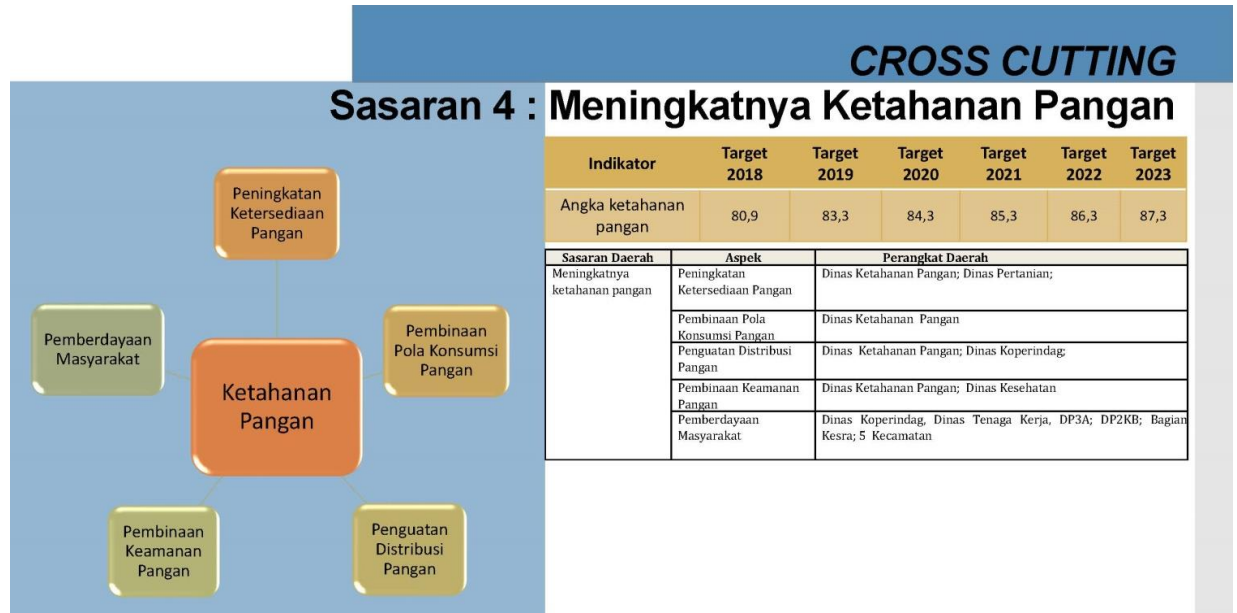 CROSS CUTTING
Sasaran 4 : Meningkatnya Ketahanan Pangan
Peningkatan
Ketersediaan
Pangan
Pemberdayaan
Masyarakat
Pembinaan
Pola Konsumsi
Pangan
Ketahanan
Pangan
Pembinaan
Keamanan
Pangan
Penguatan
Distribusi
Pangan
Indikator Target 2018 Target 2019 Target 2020 Target 2021 Target 2022 Target 2023
Angka ketahanan pangan 80,9 83,3 84,3 85,3 86,3 87,3
Sasaran Daerah Aspek Perangkat Daerah
Meningkatnya Peningkatan Dinas Ketahanan Pangan; Dinas Pertanian;
ketahanan pangan Ketersediaan Pangan
Pembinaan Pola Dinas Ketahanan Pangan
Konsumsi Pangan
Penguatan Distribusi Dinas Ketahanan Pangan; Dinas Koperindag;
Pangan
Pembinaan Keamanan Dinas Ketahanan Pangan; Dinas Kesehatan
Pangan
Pemberdayaan Dinas Koperindag, Dinas Tenaga Kerja, DP3A; DP2KB; Bagian
Masyarakat Kesra; 5 Kecamatan